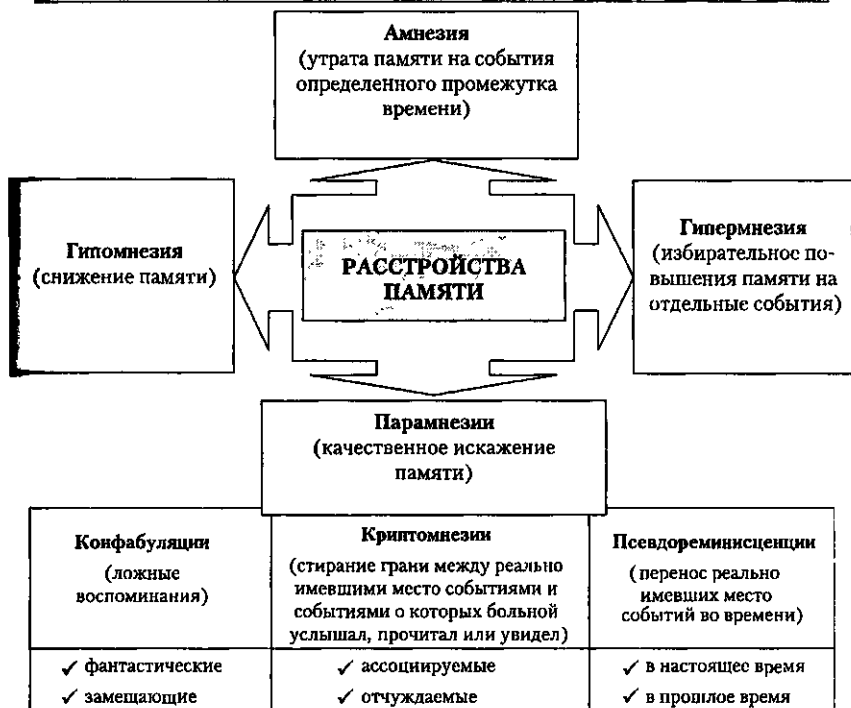 Амнезия
(утрата памяти на события
определенного промежутка
времени)
Гипомнезия
(снижение памяти)
РАССТРОЙСТВА
ПАМЯТИ
Гипермнезия
(избирательное по-
вышения памяти на
отдельные события)
Парамнезии
(качественное искажение
памяти)
Конфабуляции
(ложные
воспоминания)
Криптомнезии
(стирание грани между реально
имевшими место событиями и
событиями о которых больной
услышал, прочитал или увидел)
Псевдореминисценции
(перенос реально
имевших место
событий во времени)
✓ фантастические
✓ замещающие
✓ ассоциируемые
✓ отчуждаемые
✓ в настоящее время
✓ в прошлое время